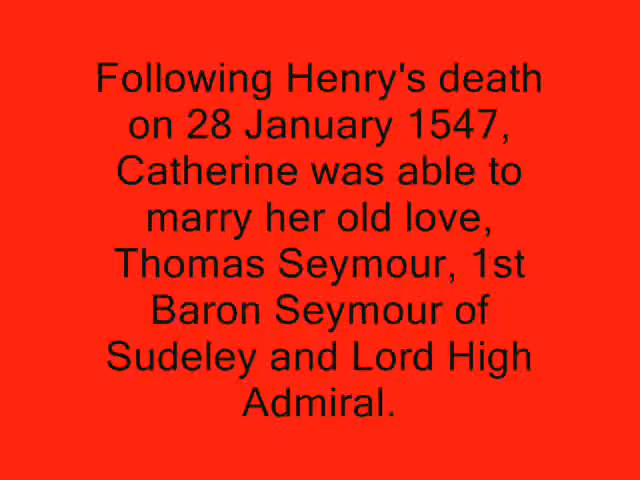 Following Henry's death
on 28 January 1547,
Catherine was able to
marry her old love,
Thomas Seymour, 1st
Baron Seymour of
Sudeley and Lord High
Admiral.